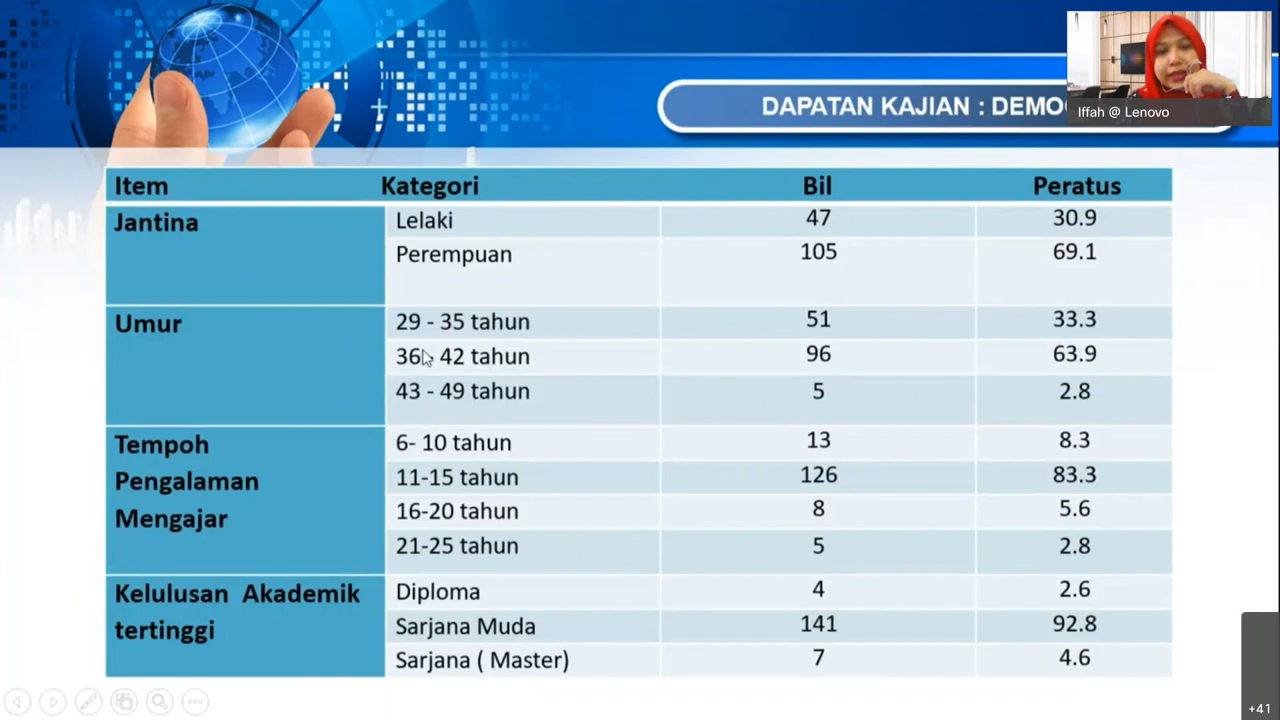 DAPATAN KAJIAN : DEMO
Iffah @ Lenovo
Item Kategori Bil Peratus
Jantina Lelaki 47 30.9
Perempuan 105 69.1
Umur 29 - 35 tahun 51 33.3
36 - 42 tahun 96 63.9
43 - 49 tahun 5 2.8
Tempoh 6- 10 tahun 13 8.3
Pengalaman 11-15 tahun 126 83.3
Mengajar 16-20 tahun 8 5.6
21-25 tahun 5 2.8
Kelulusan Akademik Diploma 4 2.6
tertinggi Sarjana Muda 141 92.8
Sarjana ( Master) 7 4.6
+41